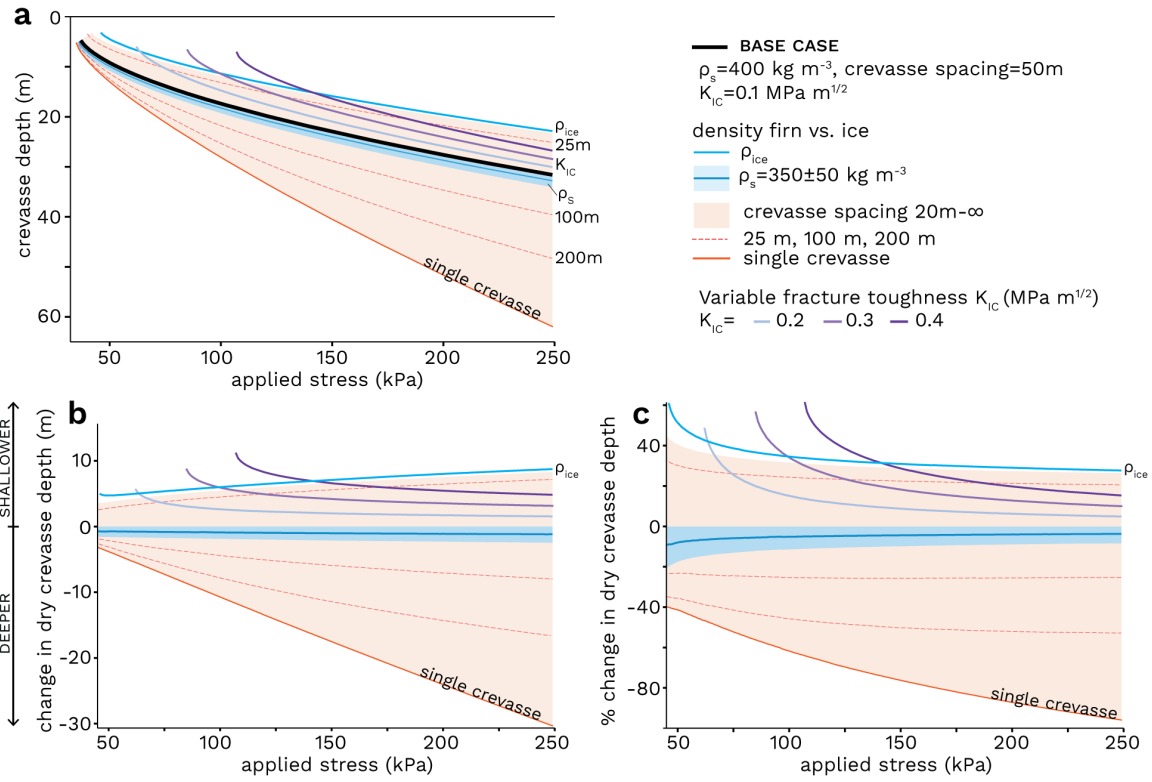 a
0
20
40
60
crevasse depth (m)
50
100
150
200
250
applied stress (kPa)
ρice
25m
KIC
ρS
100m
200m
single crevasse
BASE CASE
ρs=400 kg m⁻³, crevasse spacing=50m
KIC=0.1 MPa m1/2
density firn vs. ice
ρice
ρs=350±50 kg m⁻³
crevasse spacing 20m-∞
25 m, 100 m, 200 m
single crevasse
Variable fracture toughness KIC (MPa m1/2)
KIC= 0.2 0.3 0.4
b
SHALLOWER
DEEPER
change in dry crevasse depth (m)
10
0
-10
-20
-30
50
100
150
200
250
applied stress (kPa)
ρice
single crevasse
c
% change in dry crevasse depth
40
0
-40
-80
50
100
150
200
250
applied stress (kPa)
ρice
single crevasse